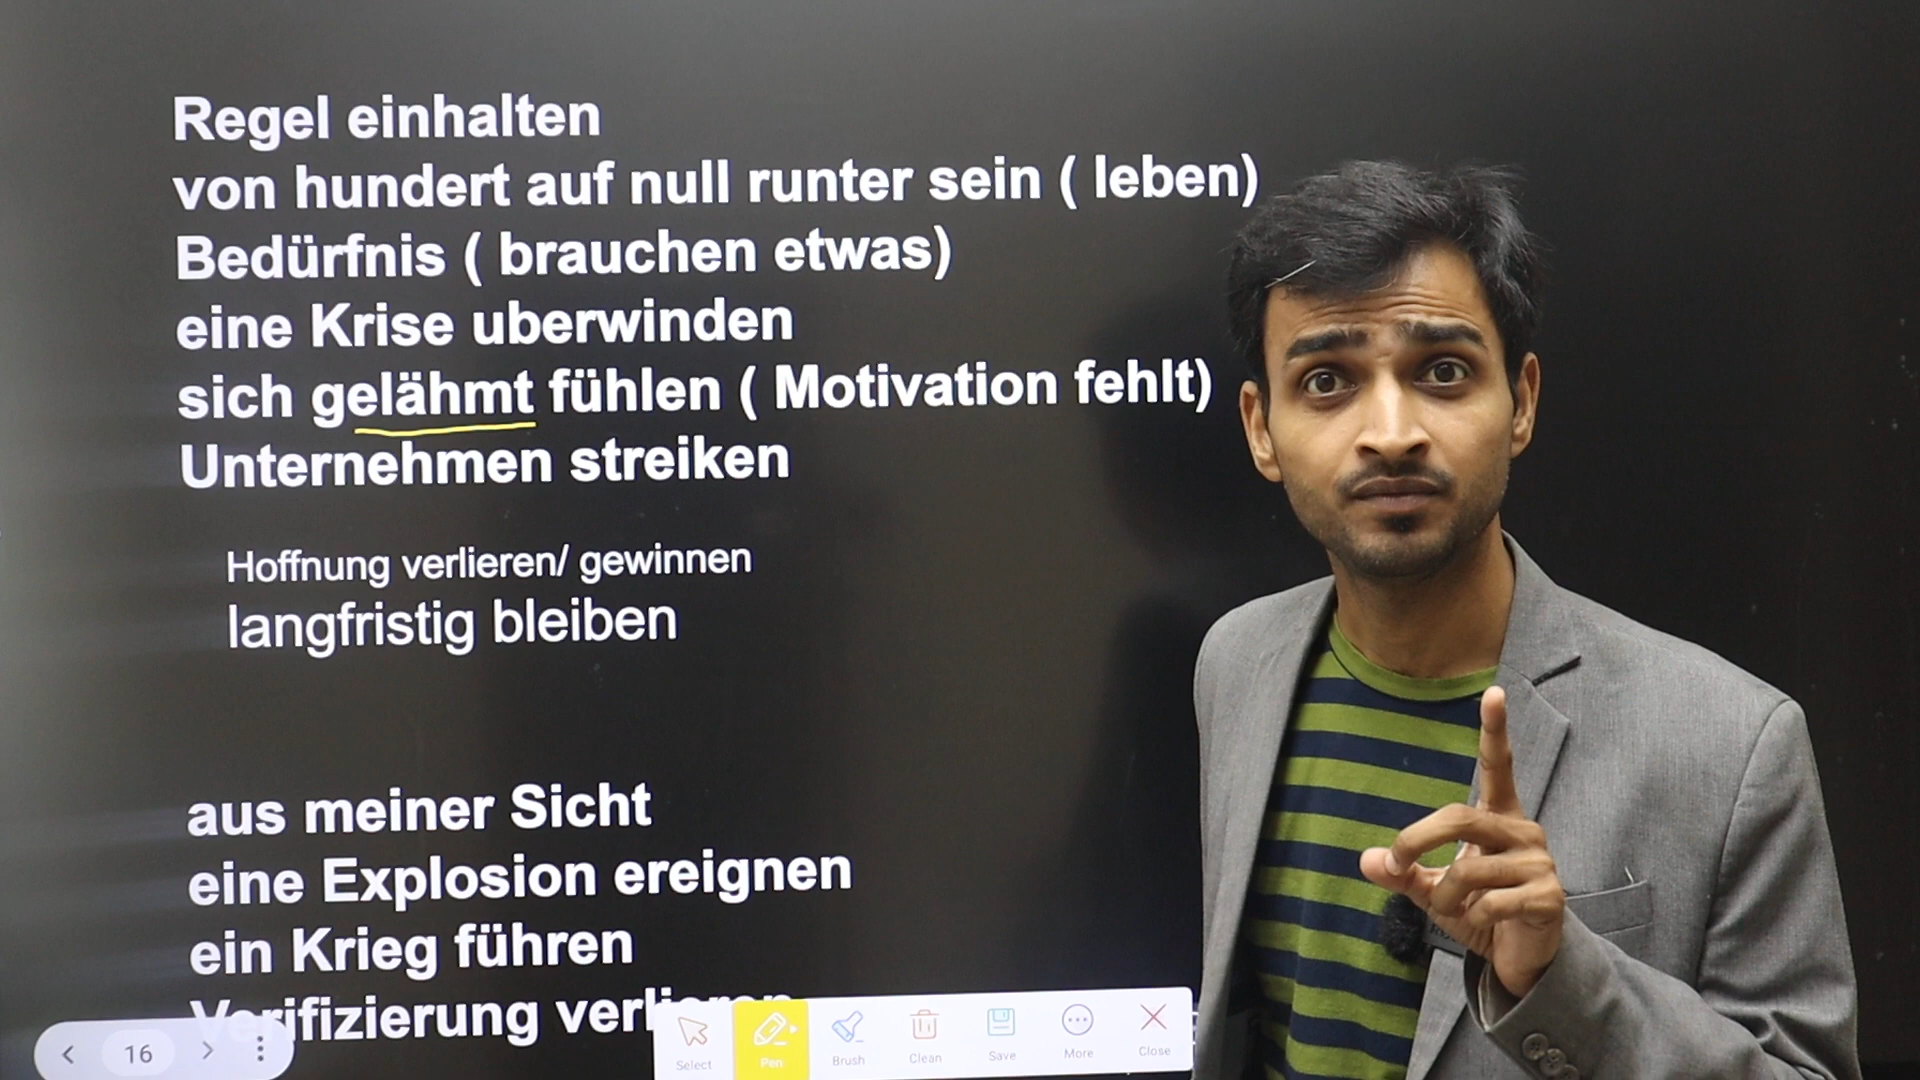 Regel einhalten
von hundert auf null runter sein ( leben)
Bedürfnis ( brauchen etwas)
eine Krise uberwinden
sich gelähmt fühlen ( Motivation fehlt)
Unternehmen streiken
Hoffnung verlieren/ gewinnen
langfristig bleiben
aus meiner Sicht
eine Explosion ereignen
ein Krieg führen
Verifizierung verlieren
16
Select Pen Brush Clean Save More Close